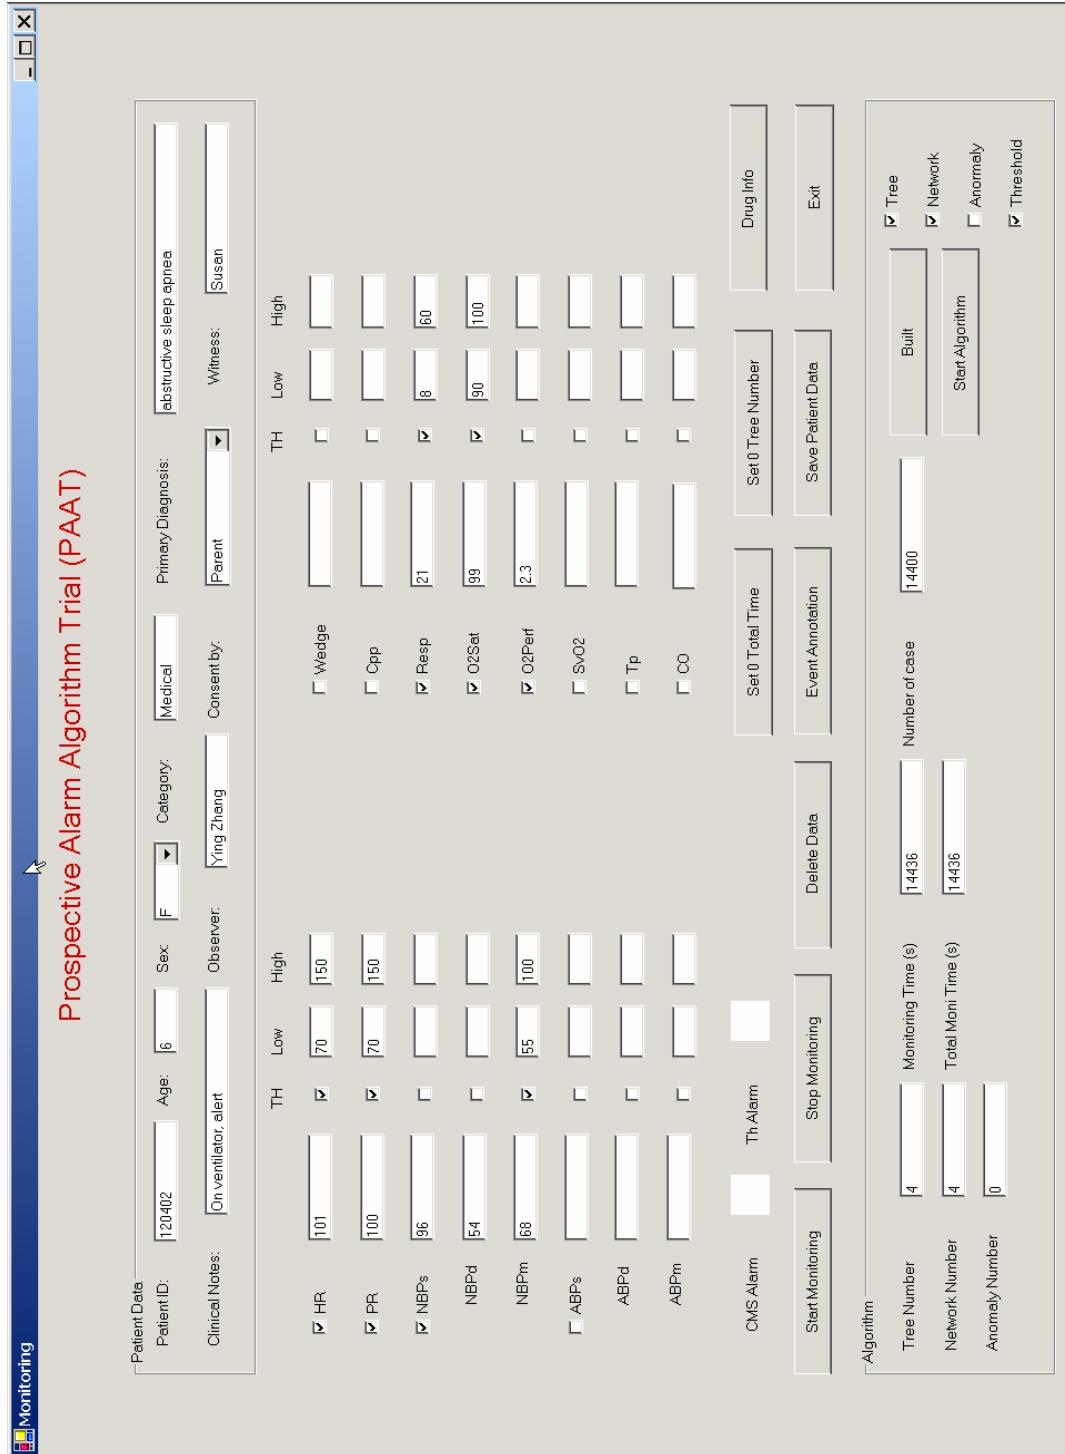 Monitoring
Prospective Alarm Algorithm Trial (PAAT)
Patient Data
Patient ID: 120402 Age: 6 Sex: F Category: Medical Primary Diagnosis: abstructive sleep apnea
Clinical Notes: On ventilator, alert Observer: Ying Zhang Consent by: Parent Witness: Susan
TH Low High TH Low High
HR 101 70 150 Wedge
PR 100 70 150 Cpp
NBPs 96 Resp 21 8 60
NBPd 54 O2Sat 99 90 100
NBPm 68 55 100 O2Perf 2.3
ABPs SvO2
ABPd Tp
ABPm CO
CMS Alarm Th Alarm Set 0 Total Time Set 0 Tree Number Drug Info
Start Monitoring Stop Monitoring Delete Data Event Annotation Save Patient Data Exit
Algorithm
Tree Number 4 Monitoring Time (s) 14436 Number of case 14400 Built Tree
Network Number 4 Total Moni Time (s) 14436 Start Algorithm Network
Anomaly Number 0 Anormaly
Threshold